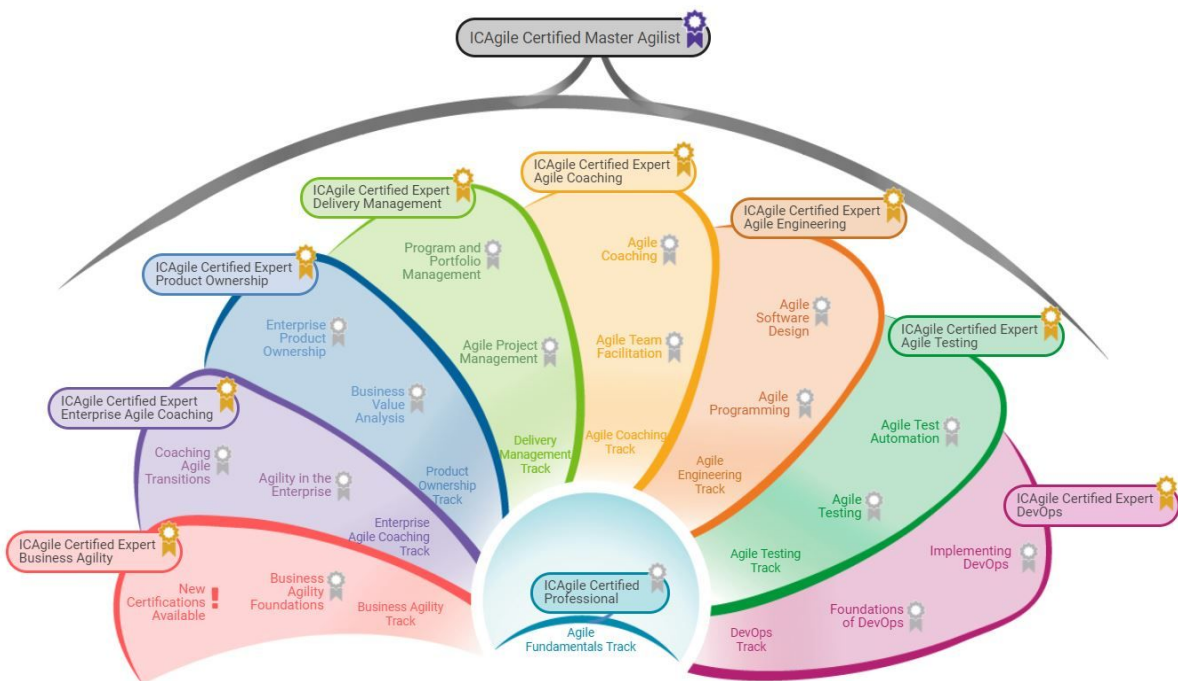 ICAgile Certified Master Agilist
ICAgile Certified Expert
Agile Coaching
ICAgile Certified Expert
Delivery Management
ICAgile Certified Expert
Agile Engineering
ICAgile Certified Expert
Product Ownership
ICAgile Certified Expert
Agile Testing
ICAgile Certified Expert
Enterprise Agile Coaching
ICAgile Certified Expert
DevOps
ICAgile Certified Expert
Business Agility
Program and
Portfolio
Management
Agile Project
Management
Delivery
Management
Track
Agile
Coaching
Agile Team
Facilitation
Agile Coaching
Track
Agile
Software
Design
Agile
Programming
Agile
Engineering
Track
Enterprise
Product
Ownership
Business
Value
Analysis
Product
Ownership
Track
Agile Test
Automation
Agile
Testing
Agile Testing
Track
Coaching
Agile
Transitions
Agility in the
Enterprise
Enterprise
Agile Coaching
Track
Implementing
DevOps
Foundations
of DevOps
DevOps
Track
New
Certifications
Available
!
Business
Agility
Foundations
Business Agility
Track
ICAgile Certified
Professional
Agile
Fundamentals Track